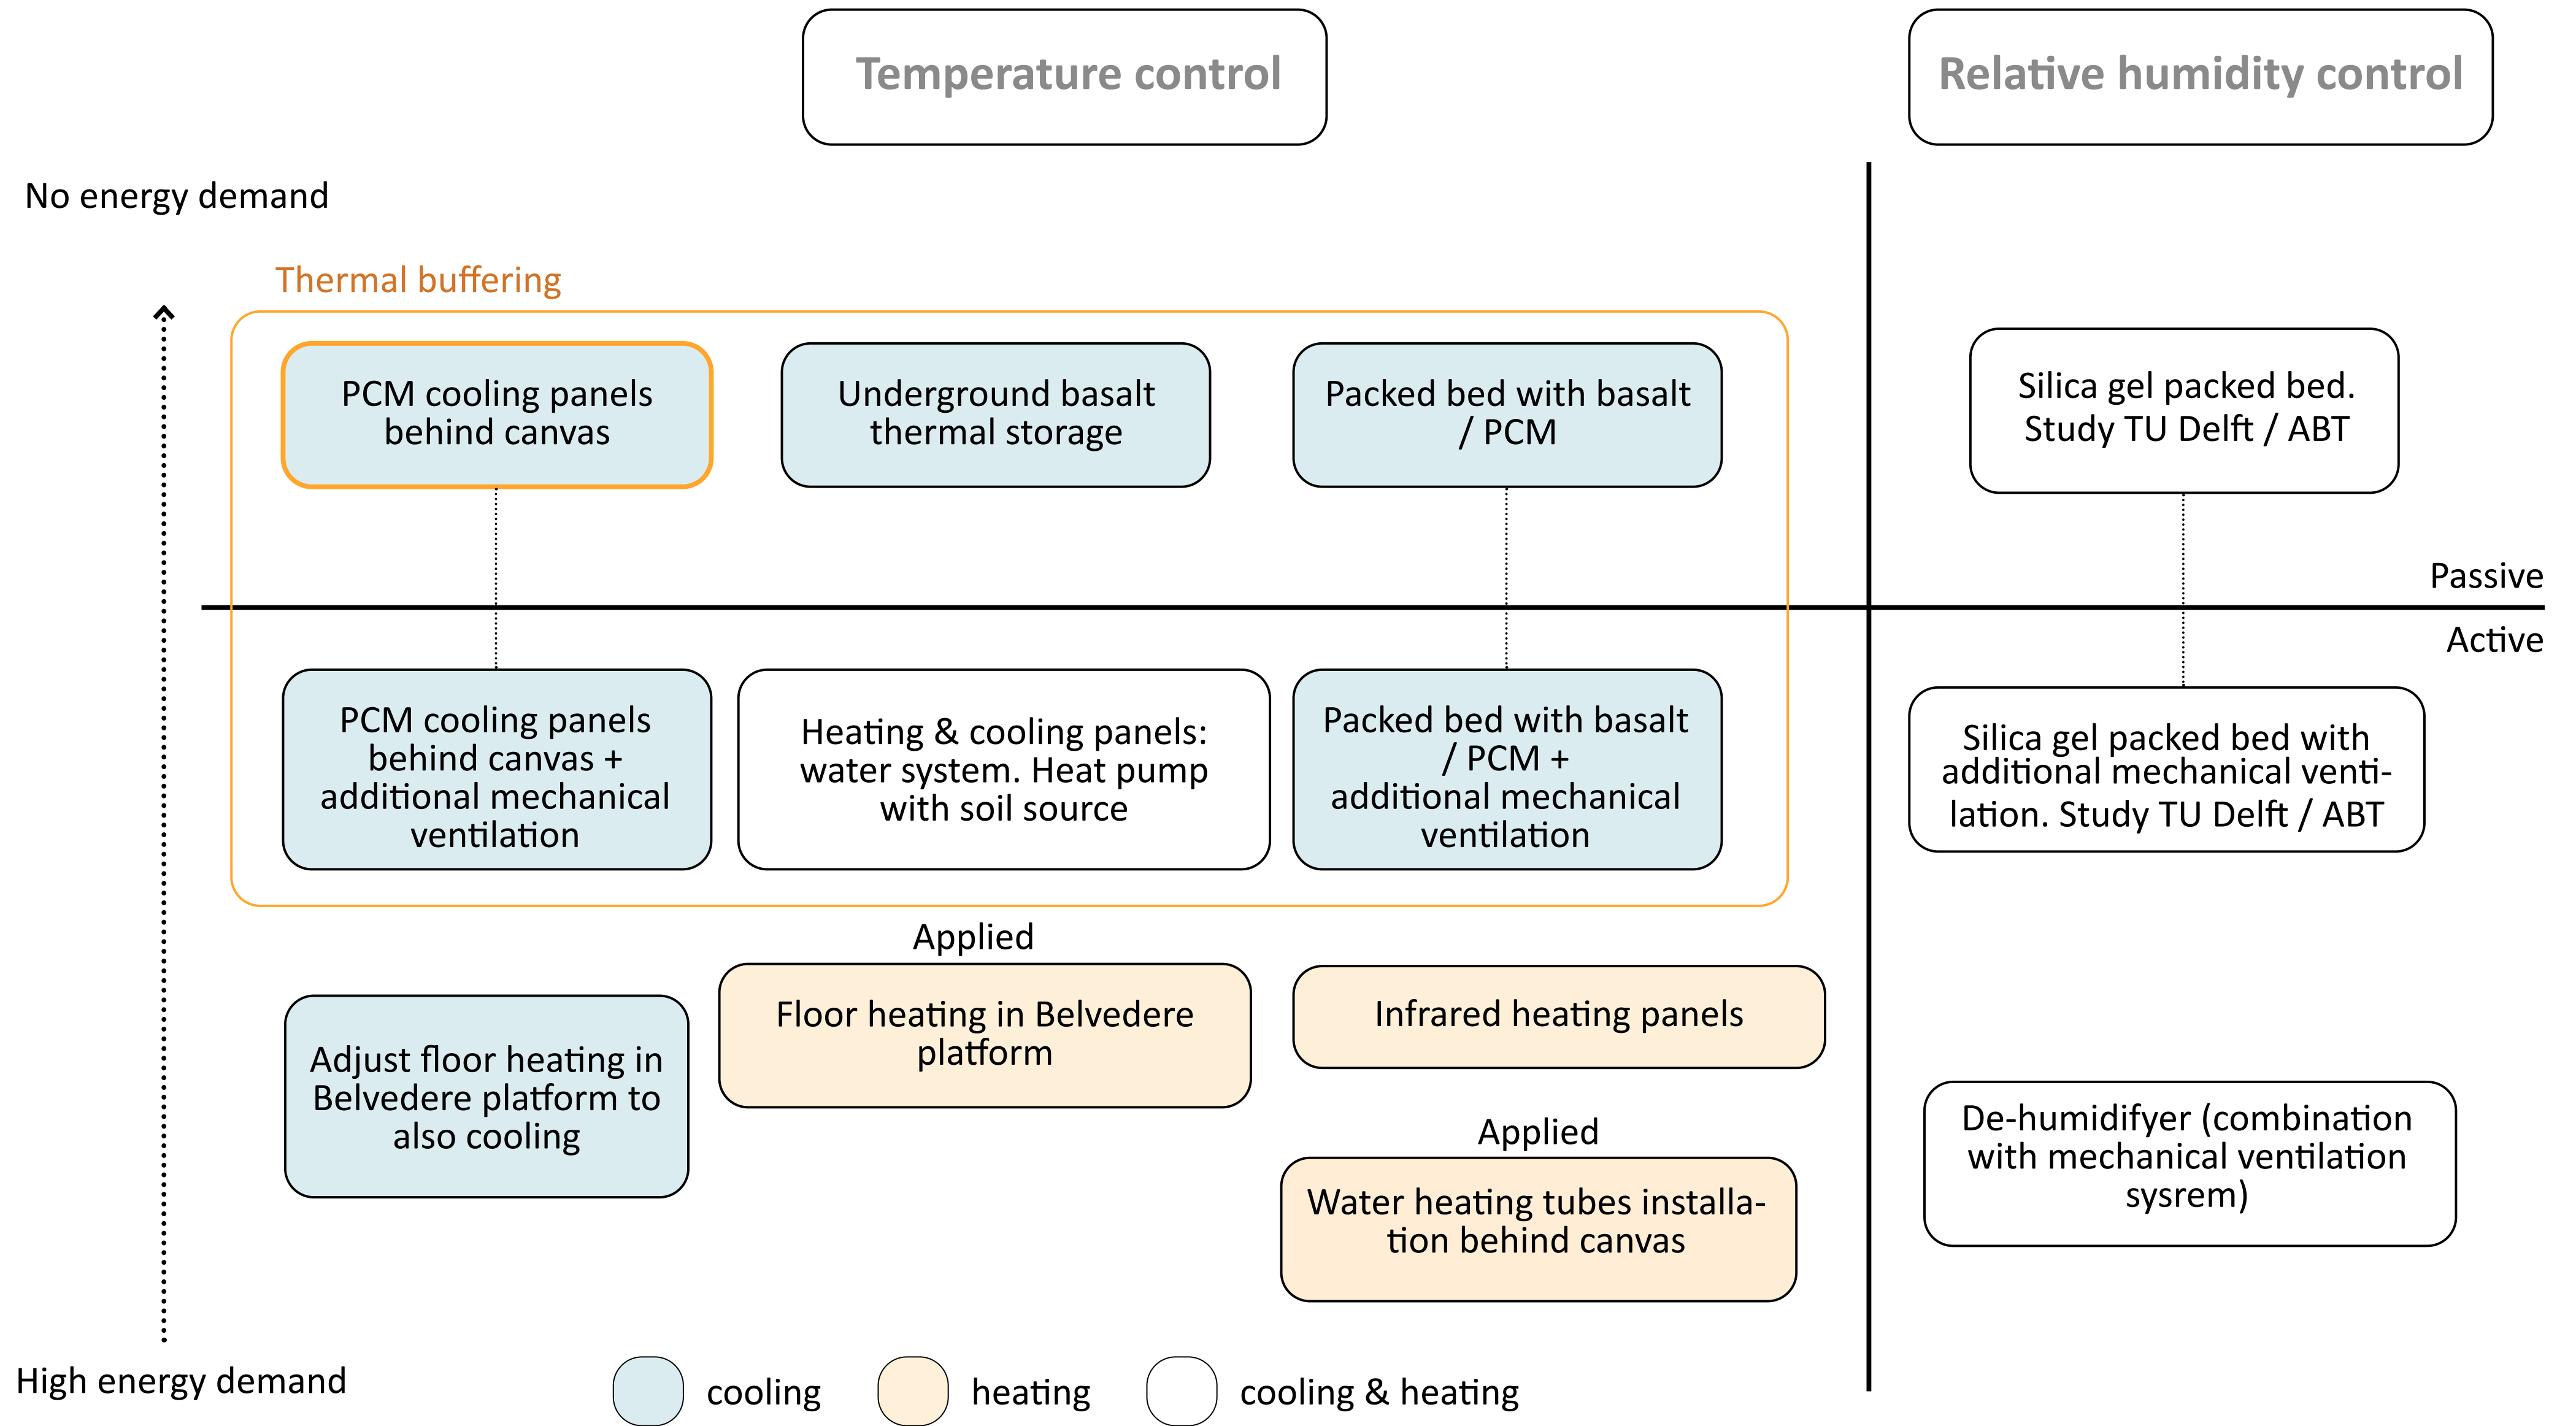 Temperature control
Relative humidity control
No energy demand
Thermal buffering
PCM cooling panels
behind canvas
Underground basalt
thermal storage
Packed bed with basalt
/ PCM
Silica gel packed bed.
Study TU Delft / ABT
Passive
Active
PCM cooling panels
behind canvas +
additional mechanical
ventilation
Heating & cooling panels:
water system. Heat pump
with soil source
Packed bed with basalt
/ PCM +
additional mechanical
ventilation
Silica gel packed bed with
additional mechanical venti-
lation. Study TU Delft / ABT
Applied
Floor heating in Belvedere
platform
Infrared heating panels
Adjust floor heating in
Belvedere platform to
also cooling
Applied
Water heating tubes installa-
tion behind canvas
De-humidifyer (combination
with mechanical ventilation
sysrem)
High energy demand
cooling
heating
cooling & heating